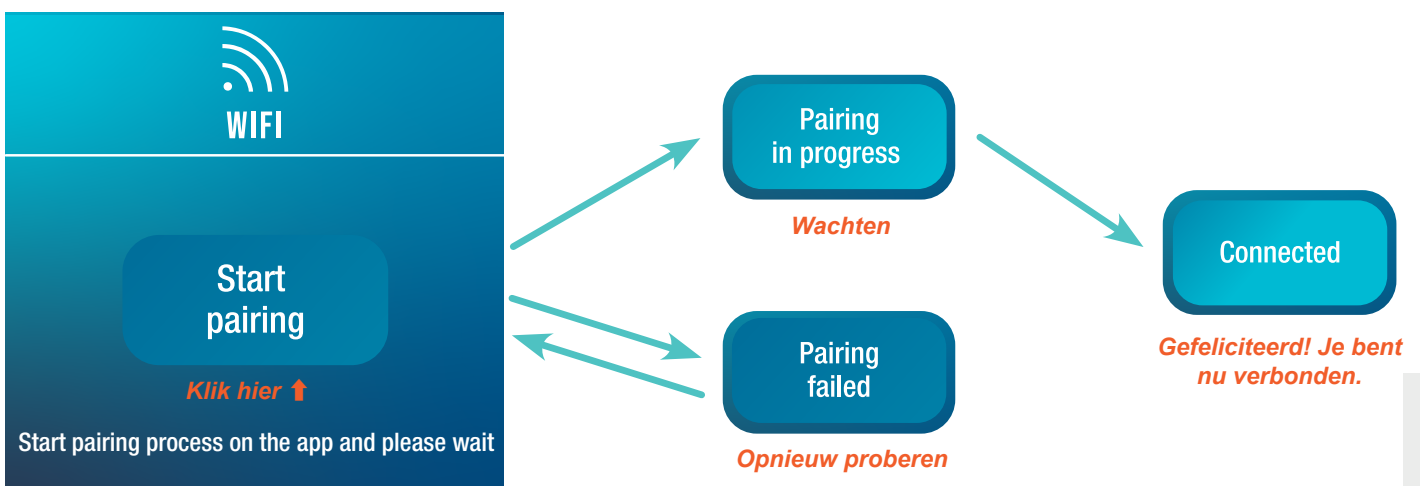 WIFI
Start
pairing
Klik hier
Start pairing process on the app and please wait
Pairing
in progress
Wachten
Pairing
failed
Opnieuw proberen
Connected
Gefeliciteerd! Je bent
nu verbonden.